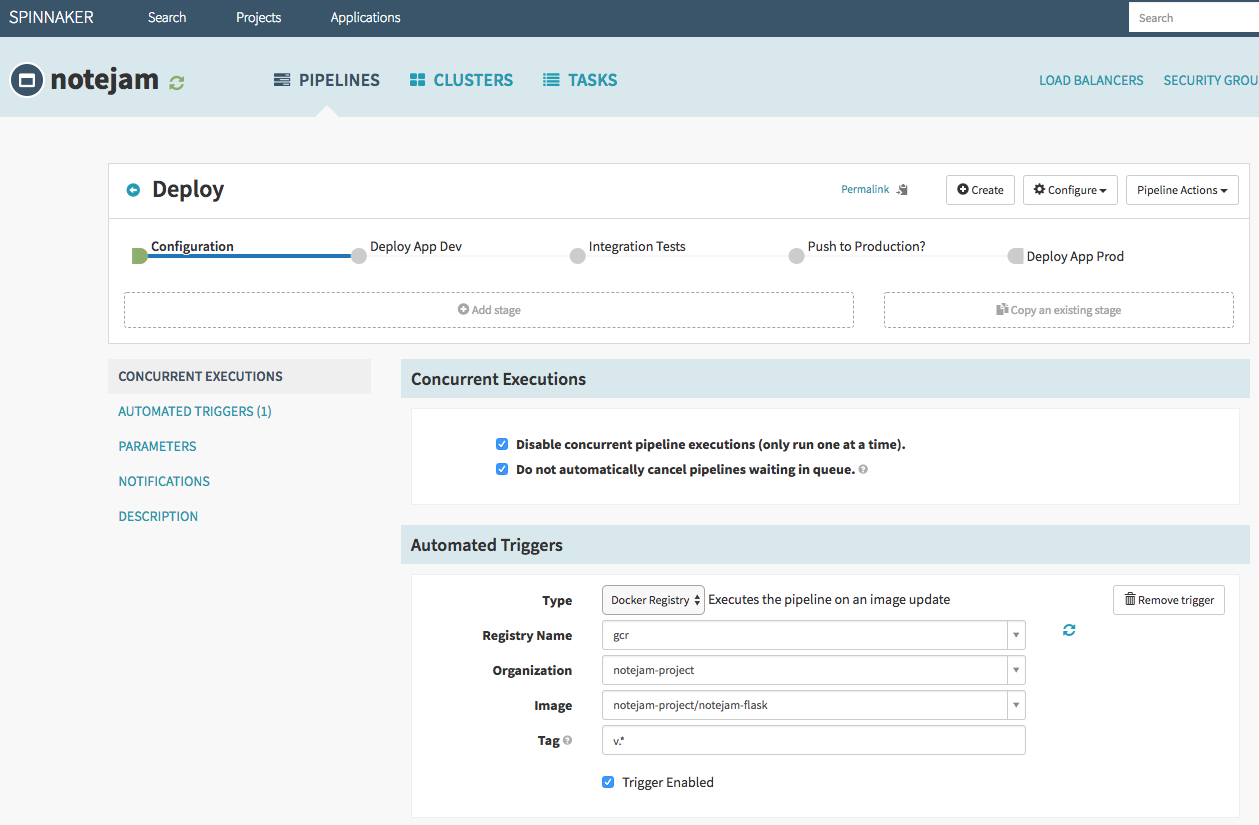 SPINNAKER Search Projects Applications Search
notejam PIPELINES CLUSTERS TASKS LOAD BALANCERS SECURITY GROU
Deploy Permalink Create Configure Pipeline Actions
Configuration Deploy App Dev Integration Tests Push to Production? Deploy App Prod
Add stage Copy an existing stage
CONCURRENT EXECUTIONS
AUTOMATED TRIGGERS (1)
PARAMETERS
NOTIFICATIONS
DESCRIPTION
Concurrent Executions
Disable concurrent pipeline executions (only run one at a time).
Do not automatically cancel pipelines waiting in queue. ?
Automated Triggers
Type Docker Registry Executes the pipeline on an image update Remove trigger
Registry Name gcr
Organization notejam-project
Image notejam-project/notejam-flask
Tag ? v.*
Trigger Enabled